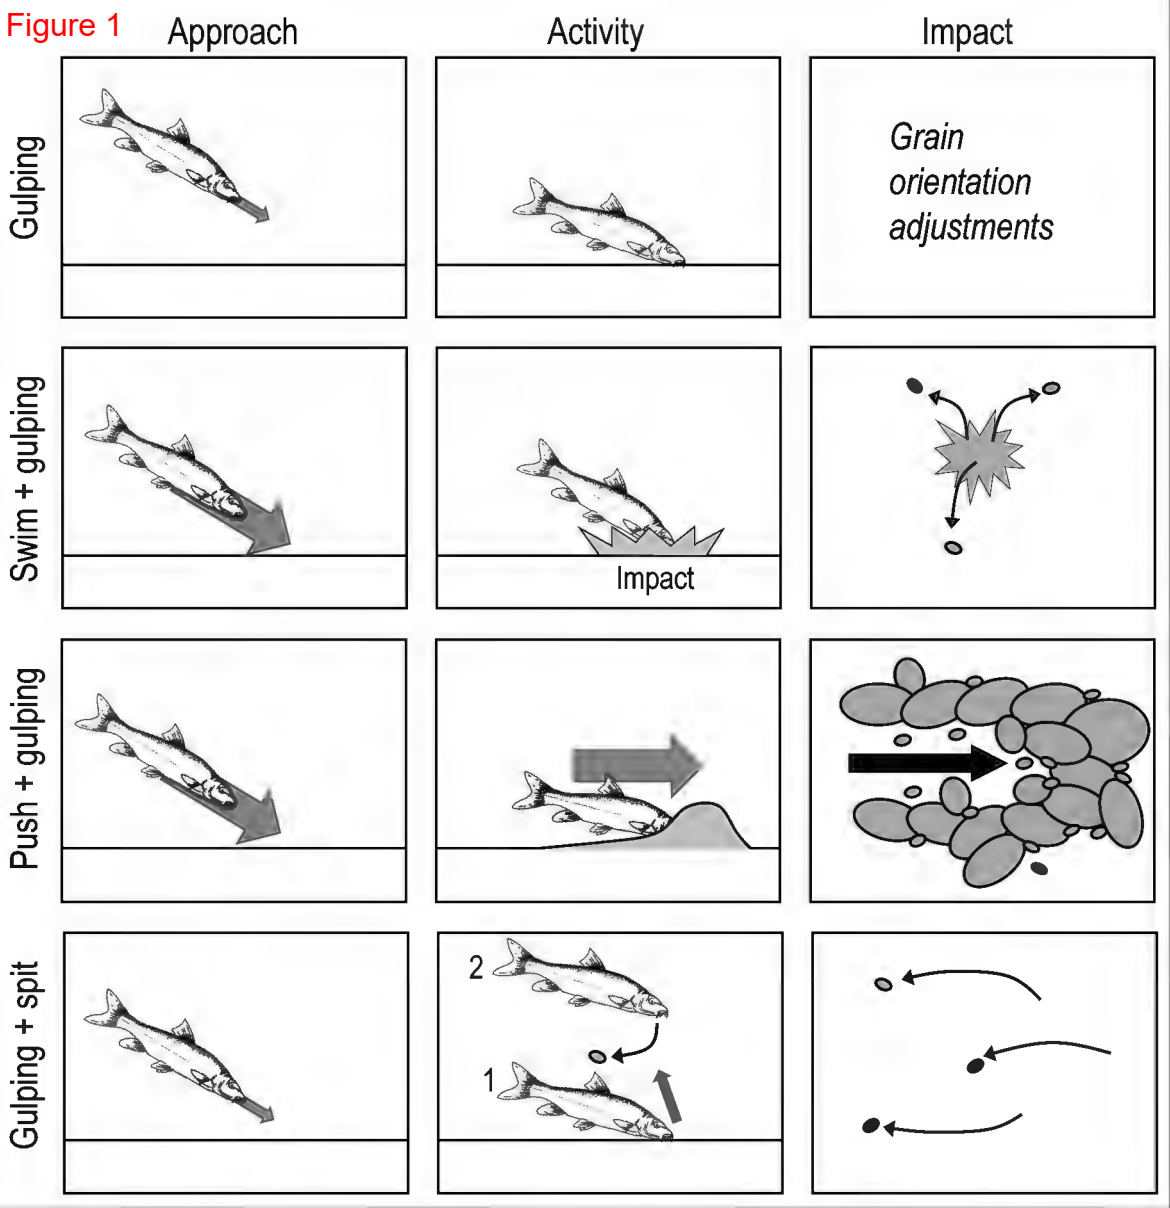 Figure 1
Approach
Activity
Impact
Gulping
Grain
orientation
adjustments
Swim + gulping
Impact
Push + gulping
Gulping + spit
2
1